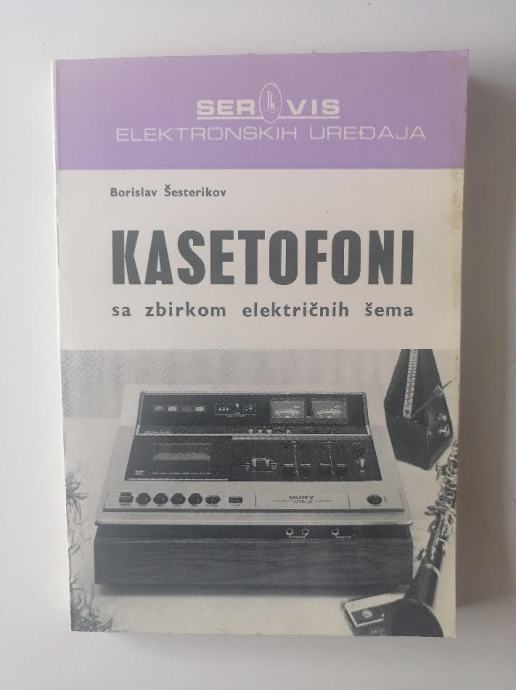 SERVIS
ELEKTRONSKIH UREĐAJA
Borislav Šesterikov
KASETOFONI
sa zbirkom električnih šema
SONY